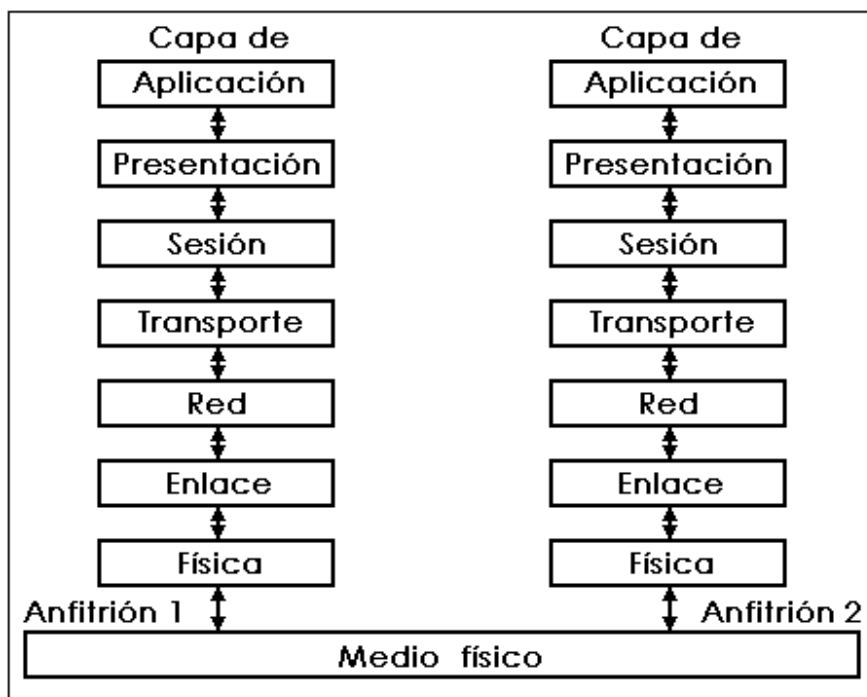 Capa de
Aplicación
Presentación
Sesión
Transporte
Red
Enlace
Física
Anfitrión 1
Capa de
Aplicación
Presentación
Sesión
Transporte
Red
Enlace
Física
Anfitrión 2
Medio físico